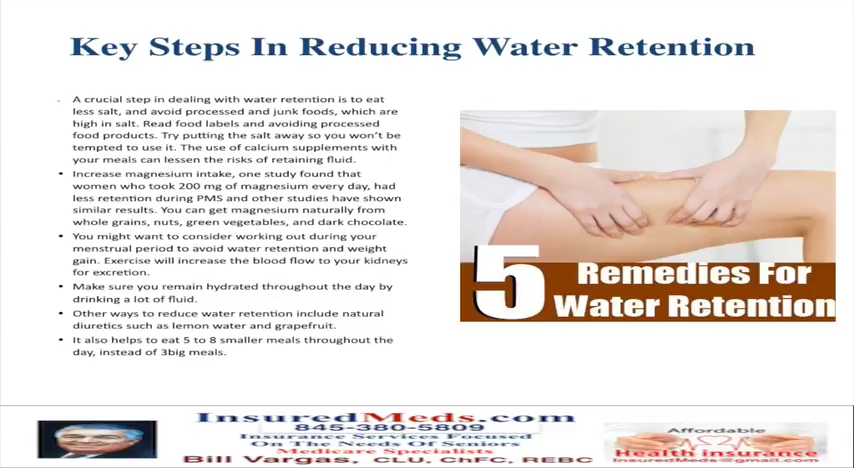 Key Steps In Reducing Water Retention
A crucial step in dealing with water retention is to eat
less salt, and avoid processed and junk foods, which are
high in salt. Read food labels and avoiding processed
food products. Try putting the salt away so you won't be
tempted to use it. The use of calcium supplements with
your meals can lessen the risks of retaining fluid.
• Increase magnesium intake, one study found that
women who took 200 mg of magnesium every day, had
less retention during PMS and other studies have shown
similar results. You can get magnesium naturally from
whole grains, nuts, green vegetables, and dark chocolate.
• You might want to consider working out during your
menstrual period to avoid water retention and weight
gain. Exercise will increase the blood flow to your kidneys
for excretion.
• Make sure you remain hydrated throughout the day by
drinking a lot of fluid.
• Other ways to reduce water retention include natural
diuretics such as lemon water and grapefruit.
• It also helps to eat 5 to 8 smaller meals throughout the
day, instead of 3big meals.
5 Remedies For
Water Retention
InsuredMeds.com
845-380-5809
Insurance Services Focused
On The Needs Of Seniors
Medicare Specialists
Bill Vargas, CLU, ChFC, REBC
Affordable
Health insurance
InsuredMeds@gmail.com